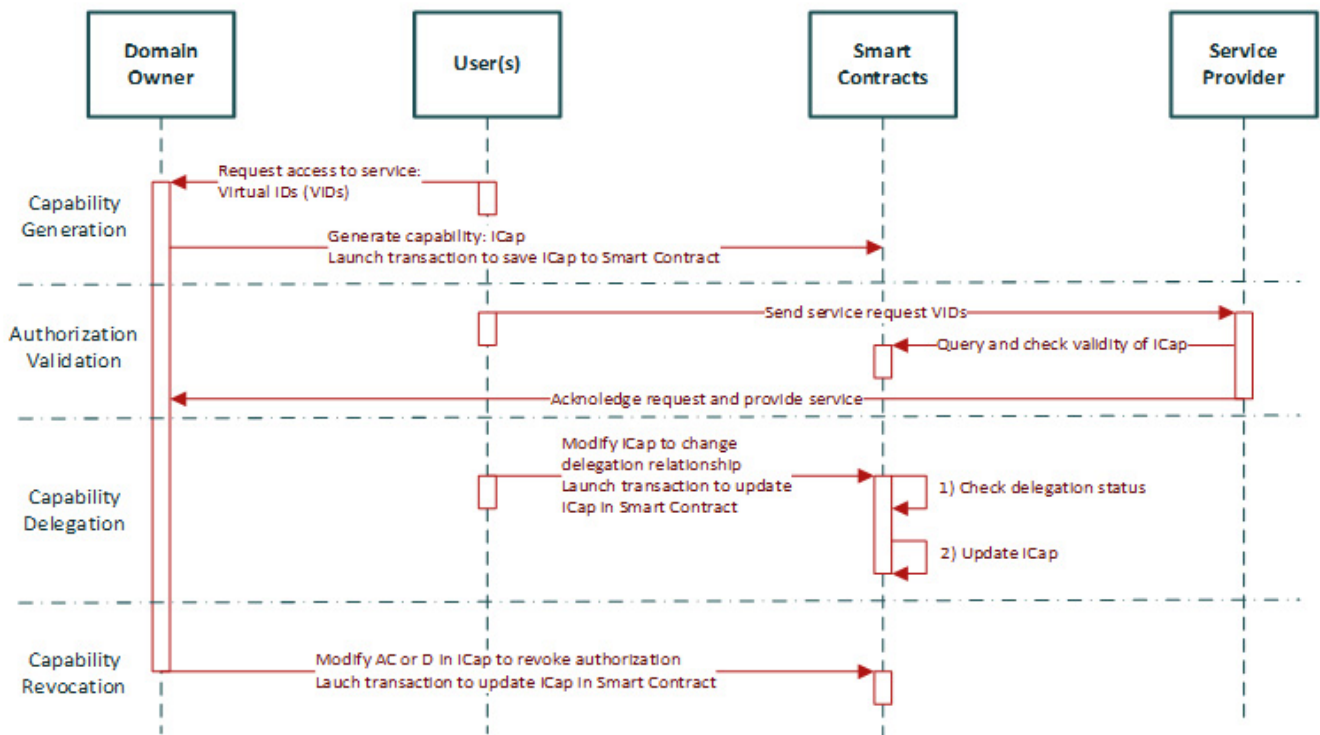 Domain
Owner
User(s)
Smart
Contracts
Service
Provider
Request access to service:
Virtual IDs (VIDs)
Capability
Generation
Generate capability: ICap
Launch transaction to save ICap to Smart Contract
Send service request VIDs
Authorization
Validation
Query and check validity of ICap
Acknoledge request and provide service
Modify ICap to change
delegation relationship
Launch transaction to update
ICap in Smart Contract
1) Check delegation status
Capability
Delegation
2) Update ICap
Capability
Revocation
Modify AC or D in ICap to revoke authorization
Lauch transaction to update ICap in Smart Contract